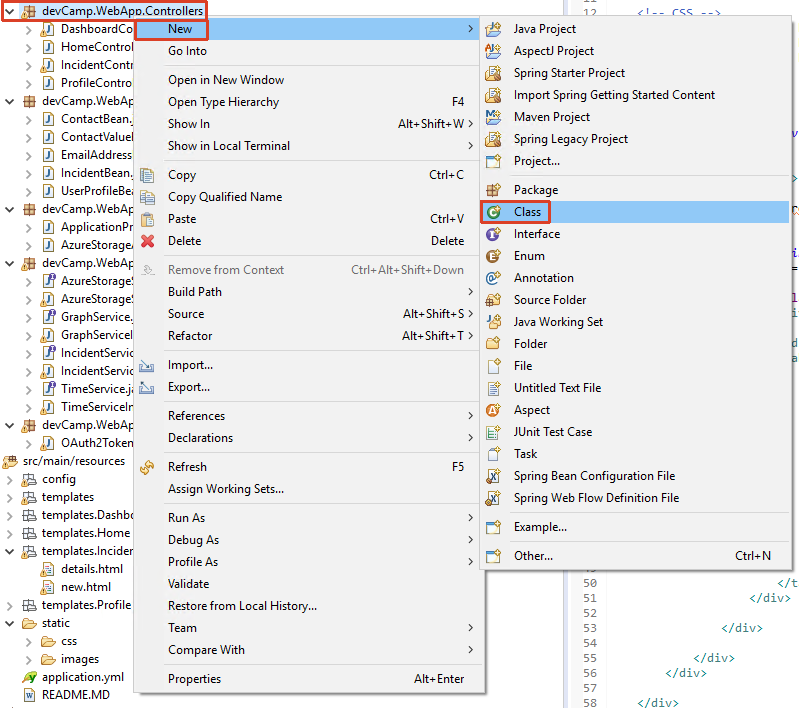 devCamp.WebApp.Controllers
DashboardCo
HomeControl
IncidentContr
ProfileContro
devCamp.WebAp
ContactBean.
ContactValueI
EmailAddress
IncidentBean.
UserProfileBe
devCamp.WebAp
ApplicationPr
AzureStorageA
devCamp.WebAp
AzureStorageS
AzureStorageS
GraphService.
GraphServiceI
IncidentServic
IncidentServic
TimeService.ja
TimeServiceIn
devCamp.WebAp
OAuth2Token
src/main/resources
config
templates
templates.Dashbo
templates.Home
templates.Inciden
details.html
new.html
templates.Profile
static
css
images
application.yml
README.MD
New
Go Into
Open in New Window
Open Type Hierarchy F4
Show In Alt+Shift+W
Show in Local Terminal
Copy Ctrl+C
Copy Qualified Name
Paste Ctrl+V
Delete Delete
Remove from Context Ctrl+Alt+Shift+Down
Build Path
Source Alt+Shift+S
Refactor Alt+Shift+T
Import...
Export...
References
Declarations
Refresh F5
Assign Working Sets...
Run As
Debug As
Profile As
Validate
Restore from Local History...
Team
Compare With
Properties Alt+Enter
Java Project
AspectJ Project
Spring Starter Project
Import Spring Getting Started Content
Maven Project
Spring Legacy Project
Project...
Package
Class
Interface
Enum
Annotation
Source Folder
Java Working Set
Folder
File
Untitled Text File
Aspect
JUnit Test Case
Task
Spring Bean Configuration File
Spring Web Flow Definition File
Example...
Other... Ctrl+N
12 <!-- CSS -->
50 </t
51 </div>
52
53 </div>
54
55 </div>
56 </div>
57
58 </div>